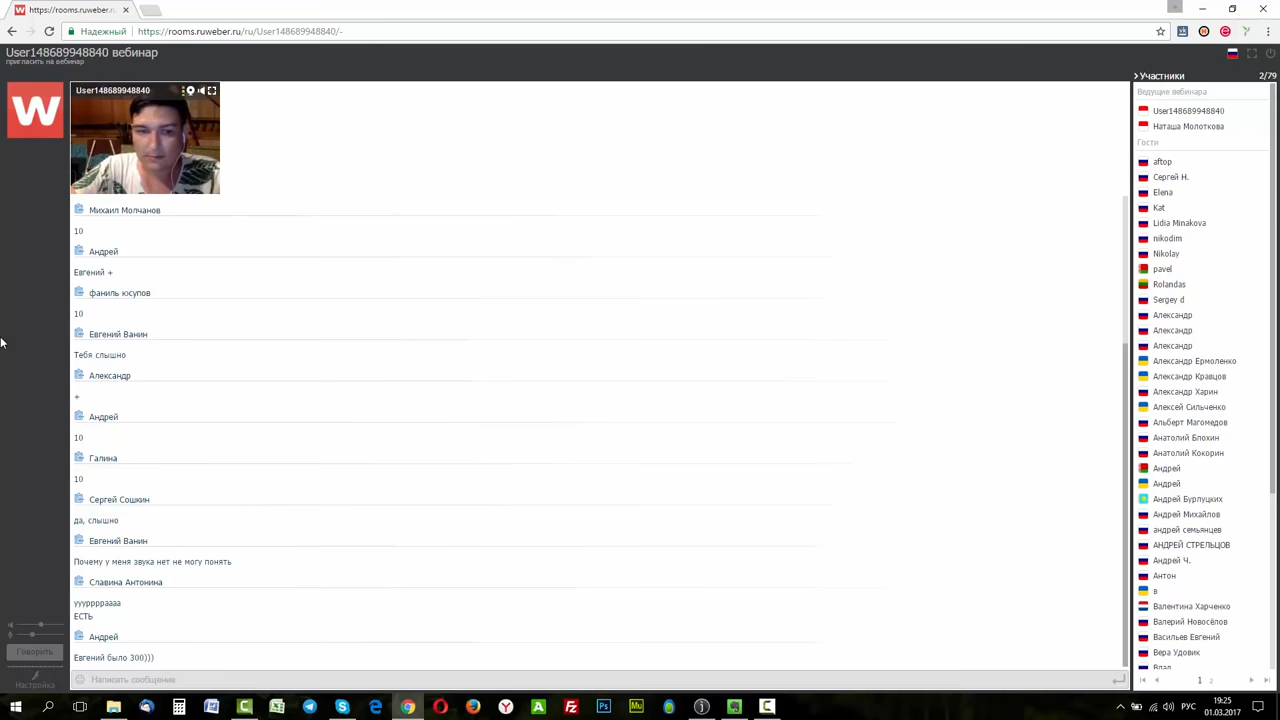 https://rooms.ruweber.ru
Надежный
https://rooms.ruweber.ru/ru/User148689948840/-
User148689948840 вебинар
пригласить на вебинар
W
User148689948840
Михаил Молчанов
10
Андрей
Евгений +
фаниль юсупов
10
Евгений Ванин
Тебя слышно
Александр
+
Андрей
10
Галина
10
Сергей Сошкин
да, слышно
Евгений Ванин
Почему у меня звука нет не могу понять
Славина Антонина
уууррррaааа
ЕСТЬ
Андрей
Евгений было 300)))
Написать сообщение
Говорить
Настройка
Участники 2/79
Ведущие вебинара
User148689948840
Наташа Молоткова
Гости
aftop
Сергей Н.
Elena
Kat
Lidia Minakova
nikodim
Nikolay
pavel
Rolandas
Sergey d
Александр
Александр
Александр
Александр Ермоленко
Александр Кравцов
Александр Харин
Алексей Сильченко
Альберт Магомедов
Анатолий Блохин
Анатолий Кокорин
Андрей
Андрей
Андрей Бурлуцких
Андрей Михайлов
андрей семьянцев
АНДРЕЙ СТРЕЛЬЦОВ
Андрей Ч.
Антон
в
Валентина Харченко
Валерий Новосёлов
Васильев Евгений
Вера Удовик
Влад
1 2
РУС
19:25
01.03.2017